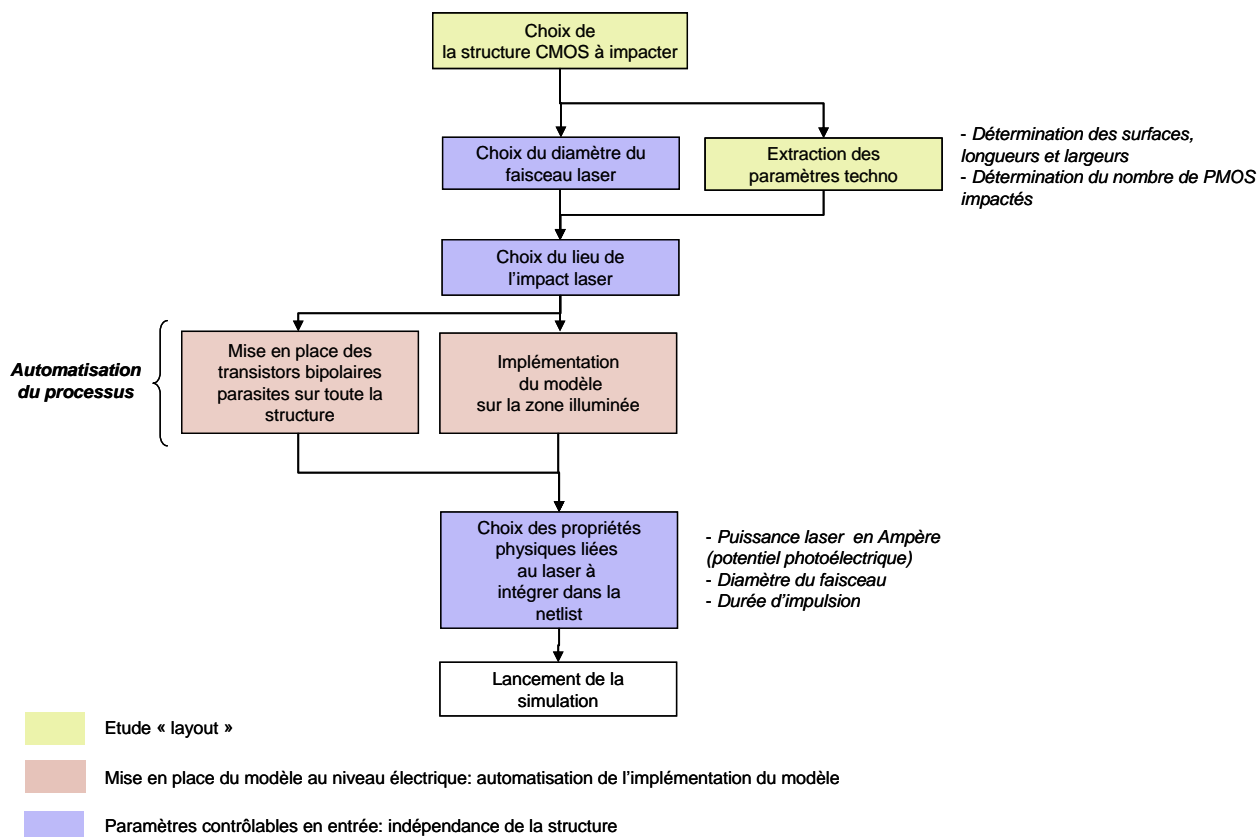 Choix de
la structure CMOS à impacter
Choix du diamètre du
faisceau laser
Extraction des
paramètres techno
- Détermination des surfaces,
longueurs et largeurs
- Détermination du nombre de PMOS
impactés
Choix du lieu de
l'impact laser
Automatisation
du processus
Mise en place des
transistors bipolaires
parasites sur toute la
structure
Implémentation
du modèle
sur la zone illuminée
Choix des propriétés
physiques liées
au laser à
intégrer dans la
netlist
- Puissance laser en Ampère
(potentiel photoélectrique)
- Diamètre du faisceau
- Durée d'impulsion
Lancement de la
simulation
Etude « layout »
Mise en place du modèle au niveau électrique: automatisation de l'implémentation du modèle
Paramètres contrôlables en entrée: indépendance de la structure